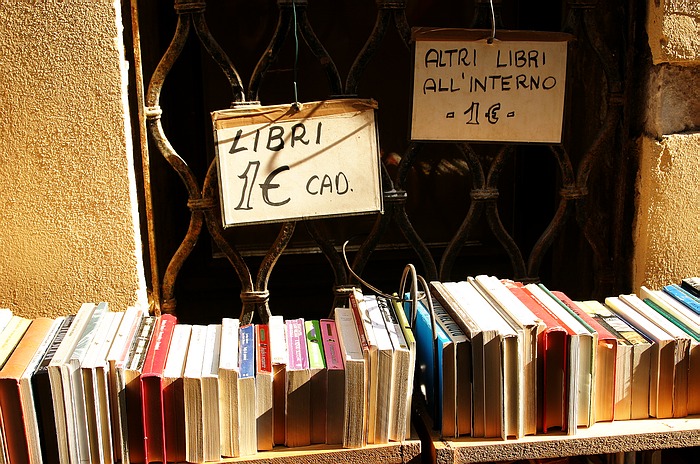 LIBRI
1€ CAD.
ALTRI LIBRI
ALL'INTERNO
- 1€ -